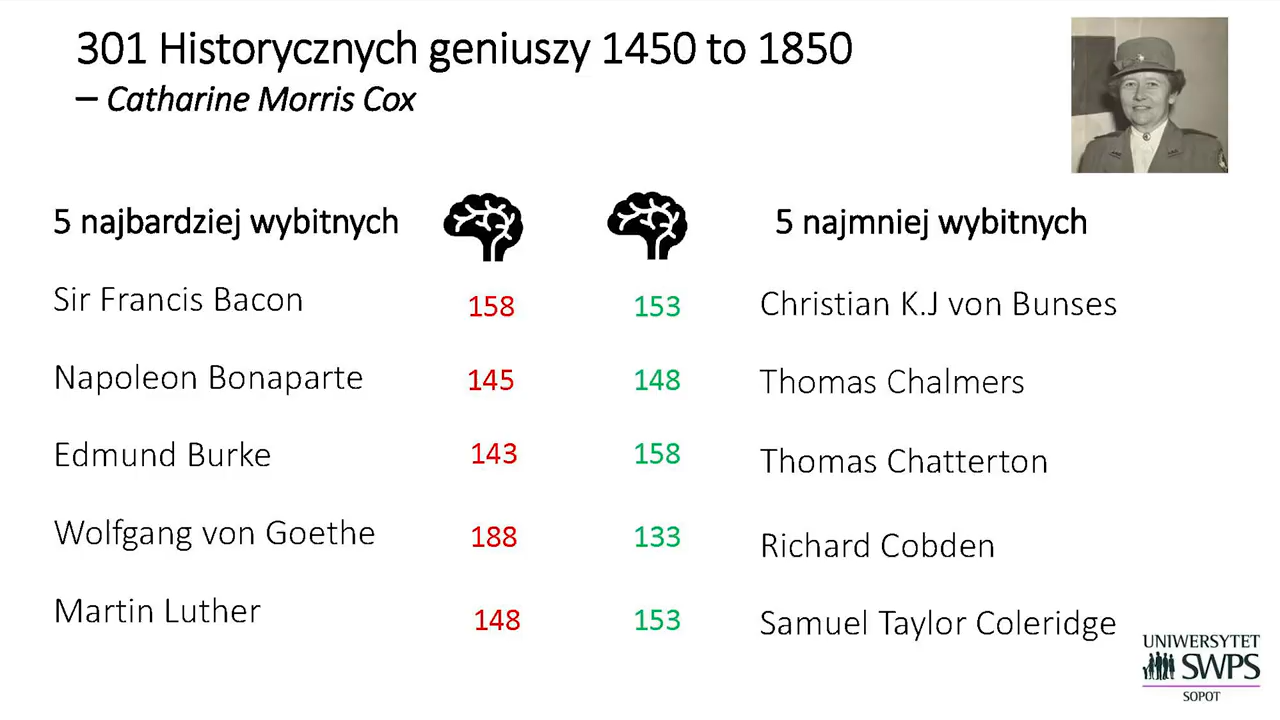 301 Historycznych geniuszy 1450 to 1850
– Catharine Morris Cox
5 najbardziej wybitnych
5 najmniej wybitnych
Sir Francis Bacon 158 153 Christian K.J von Bunses
Napoleon Bonaparte 145 148 Thomas Chalmers
Edmund Burke 143 158 Thomas Chatterton
Wolfgang von Goethe 188 133 Richard Cobden
Martin Luther 148 153 Samuel Taylor Coleridge
UNIWERSYTET
SWPS
SOPOT